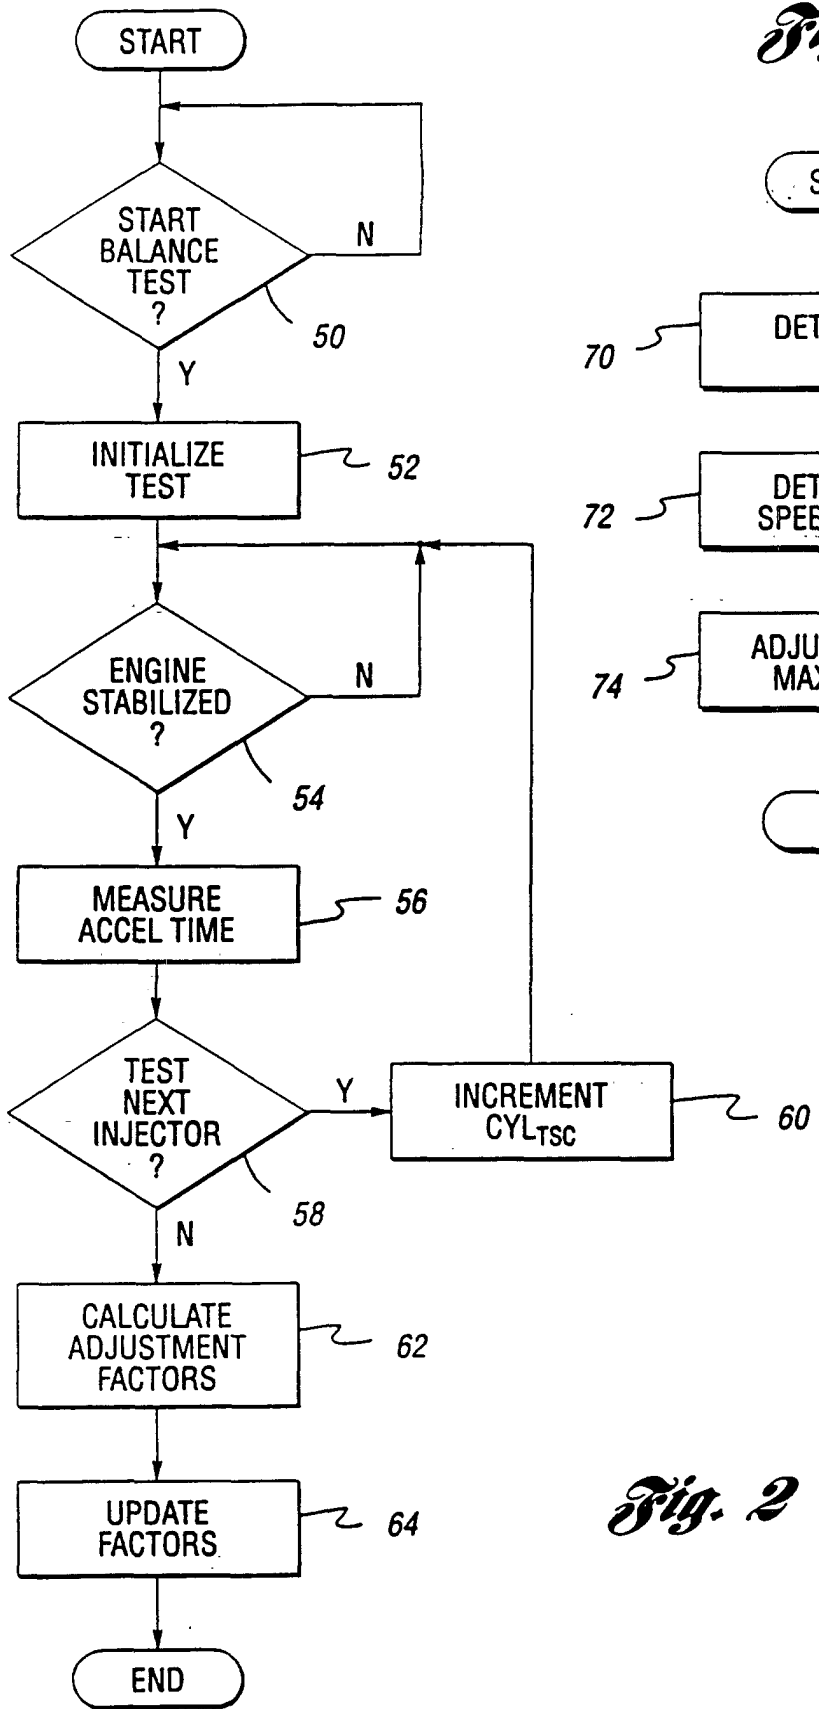 START
START
BALANCE
TEST
?
N
50
Y
INITIALIZE
TEST
52
ENGINE
STABILIZED
?
N
54
Y
MEASURE
ACCEL TIME
56
TEST
NEXT
INJECTOR
?
Y
58
N
INCREMENT
CYLTSC
60
CALCULATE
ADJUSTMENT
FACTORS
62
UPDATE
FACTORS
64
END
Fig. 2
S
70
DET
72
DET
SPEE
74
ADJU
MAX